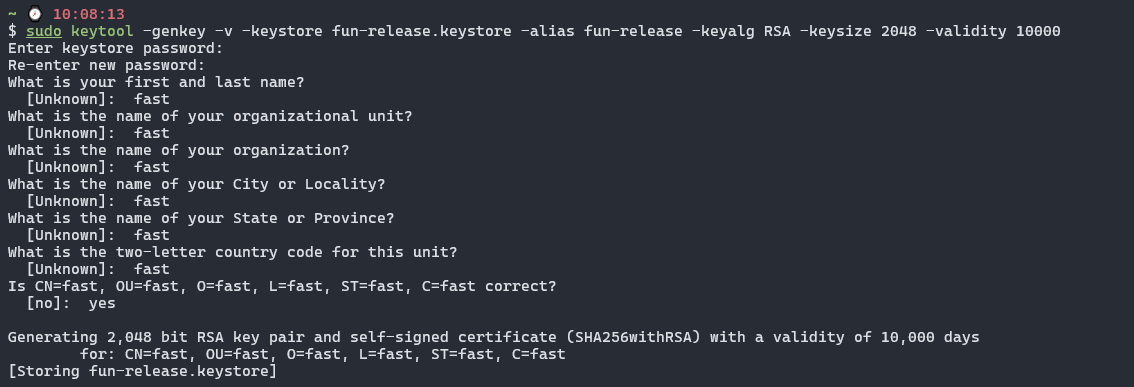 ~ 10:08:13
$ sudo keytool -genkey -v -keystore fun-release.keystore -alias fun-release -keyalg RSA -keysize 2048 -validity 10000
Enter keystore password:
Re-enter new password:
What is your first and last name?
  [Unknown]:  fast
What is the name of your organizational unit?
  [Unknown]:  fast
What is the name of your organization?
  [Unknown]:  fast
What is the name of your City or Locality?
  [Unknown]:  fast
What is the name of your State or Province?
  [Unknown]:  fast
What is the two-letter country code for this unit?
  [Unknown]:  fast
Is CN=fast, OU=fast, O=fast, L=fast, ST=fast, C=fast correct?
  [no]:  yes
Generating 2,048 bit RSA key pair and self-signed certificate (SHA256withRSA) with a validity of 10,000 days
        for: CN=fast, OU=fast, O=fast, L=fast, ST=fast, C=fast
[Storing fun-release.keystore]